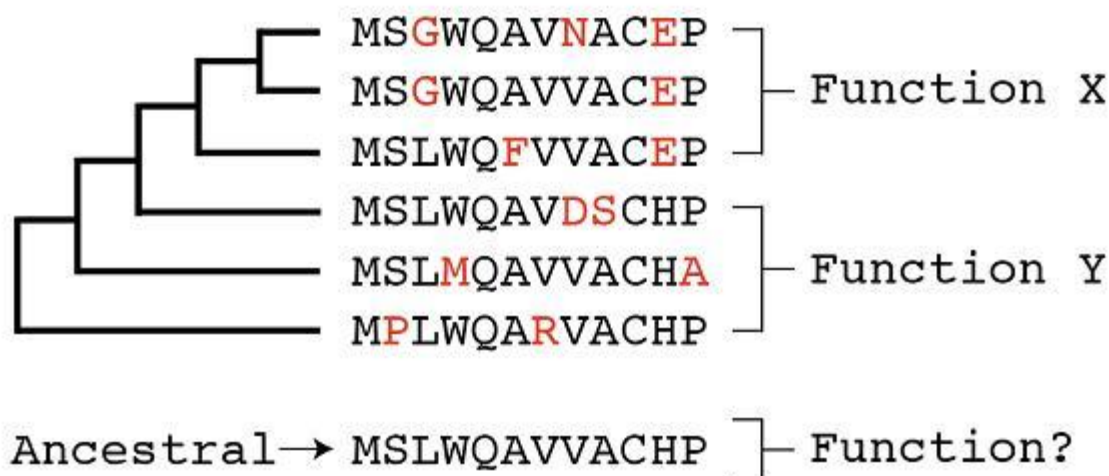 MSGWQAVNACEP
MSGWQAVVACEP Function X
MSLWQFVVACEP
MSLWQAVDSCHP
MSLMQAVVACHA Function Y
MPLWQARVACHP
Ancestral→ MSLWQAVVACHP Function?